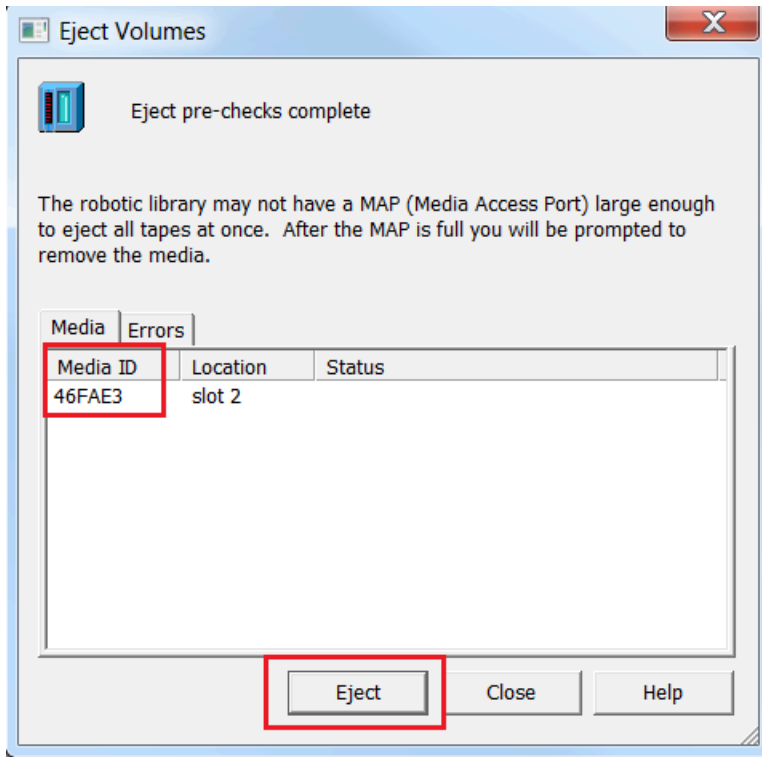 Eject Volumes
Eject pre-checks complete
The robotic library may not have a MAP (Media Access Port) large enough
to eject all tapes at once.  After the MAP is full you will be prompted to
remove the media.
Media Errors
Media ID Location Status
46FAE3 slot 2
Eject Close Help